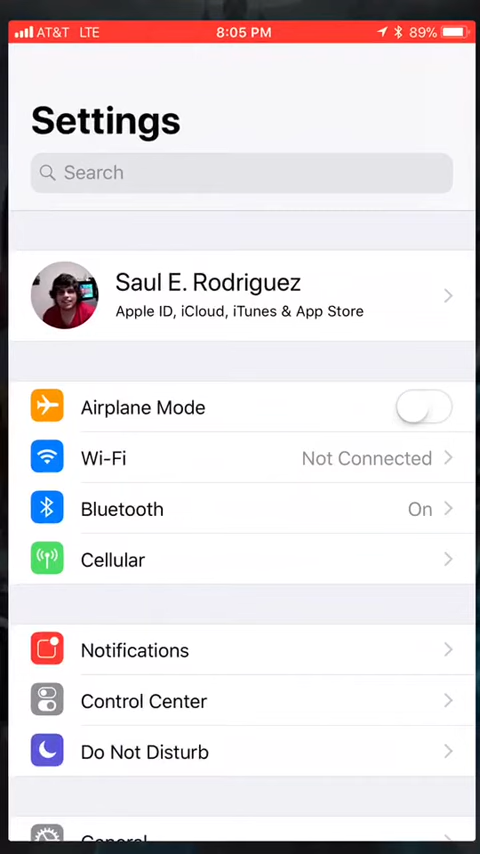 AT&T LTE 8:05 PM 89%
Settings
Search
Saul E. Rodriguez
Apple ID, iCloud, iTunes & App Store
Airplane Mode
Wi-Fi Not Connected
Bluetooth On
Cellular
Notifications
Control Center
Do Not Disturb
General